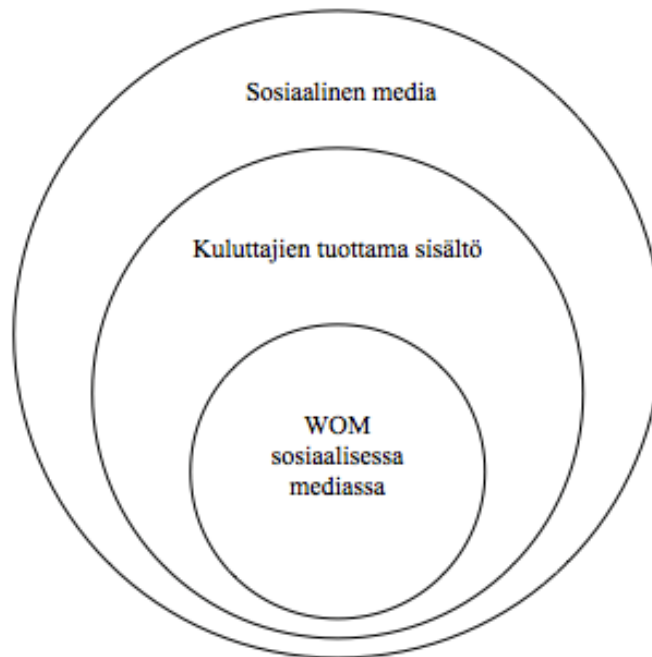 Sosiaalinen media
Kuluttajien tuottama sisältö
WOM
sosiaalisessa
mediassa